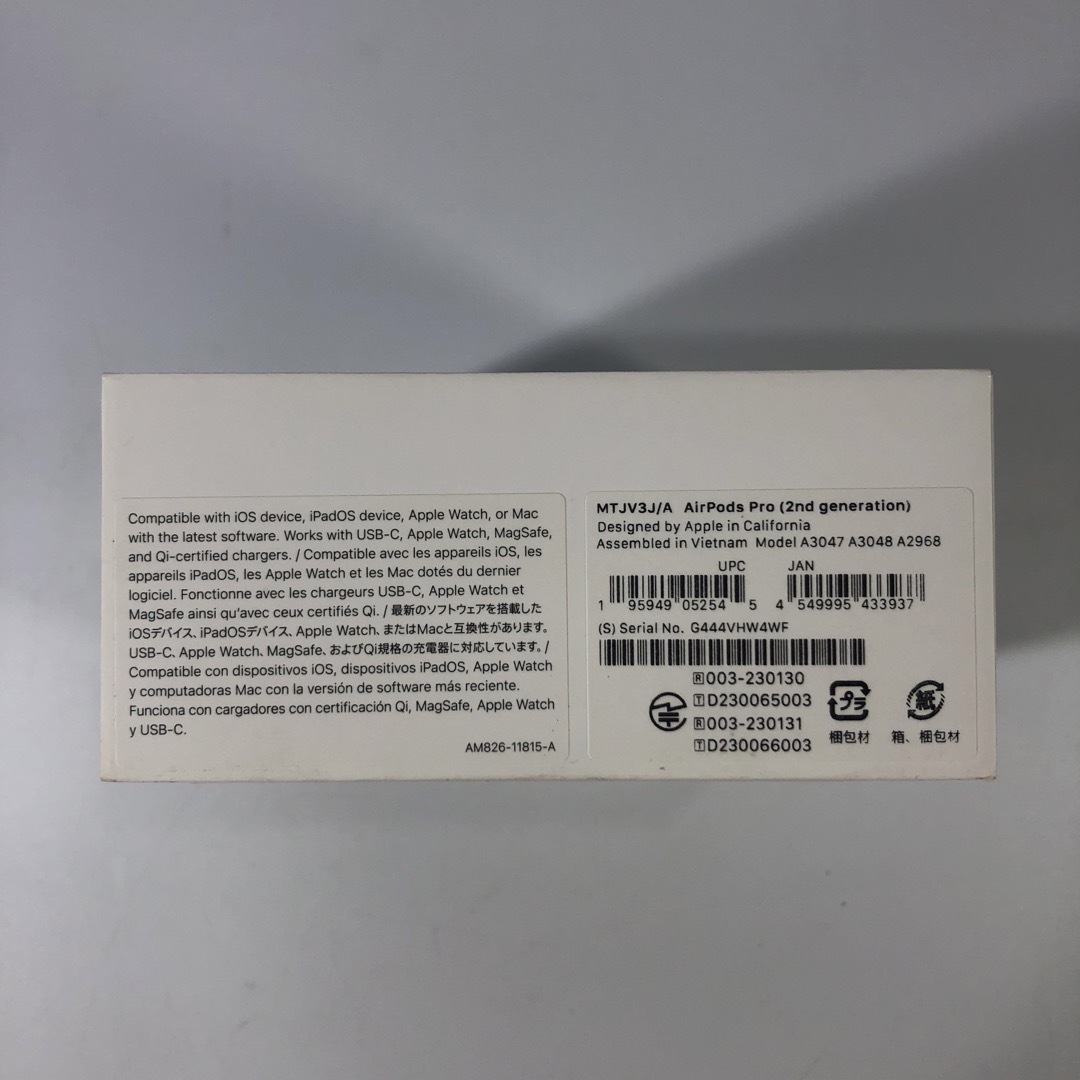 Compatible with iOS device, iPadOS device, Apple Watch, or Mac
with the latest software. Works with USB-C, Apple Watch, MagSafe,
and Qi-certified chargers. / Compatible avec les appareils iOS, les
appareils iPadOS, les Apple Watch et les Mac dotés du dernier
logiciel. Fonctionne avec les chargeurs USB-C, Apple Watch et
MagSafe ainsi qu'avec ceux certifiés Qi. / 最新のソフトウェアを搭載した
iOSデバイス、iPadOSデバイス、Apple Watch、またはMacと互換性があります。
USB-C、Apple Watch、MagSafe、およびQi規格の充電器に対応しています。/
Compatible con dispositivos iOS, dispositivos iPadOS, Apple Watch
y computadoras Mac con la versión de software más reciente.
Funciona con cargadores con certificación Qi, MagSafe, Apple Watch
y USB-C.
AM826-11815-A
MTJV3J/A AirPods Pro (2nd generation)
Designed by Apple in California
Assembled in Vietnam Model A3047 A3048 A2968
UPC JAN
1 95949 05254 5 4 549995 433937
(S) Serial No. G444VHW4WF
R 003-230130
T D230065003
R 003-231131
T D230066003
プラ 紙
梱包材 箱、梱包材